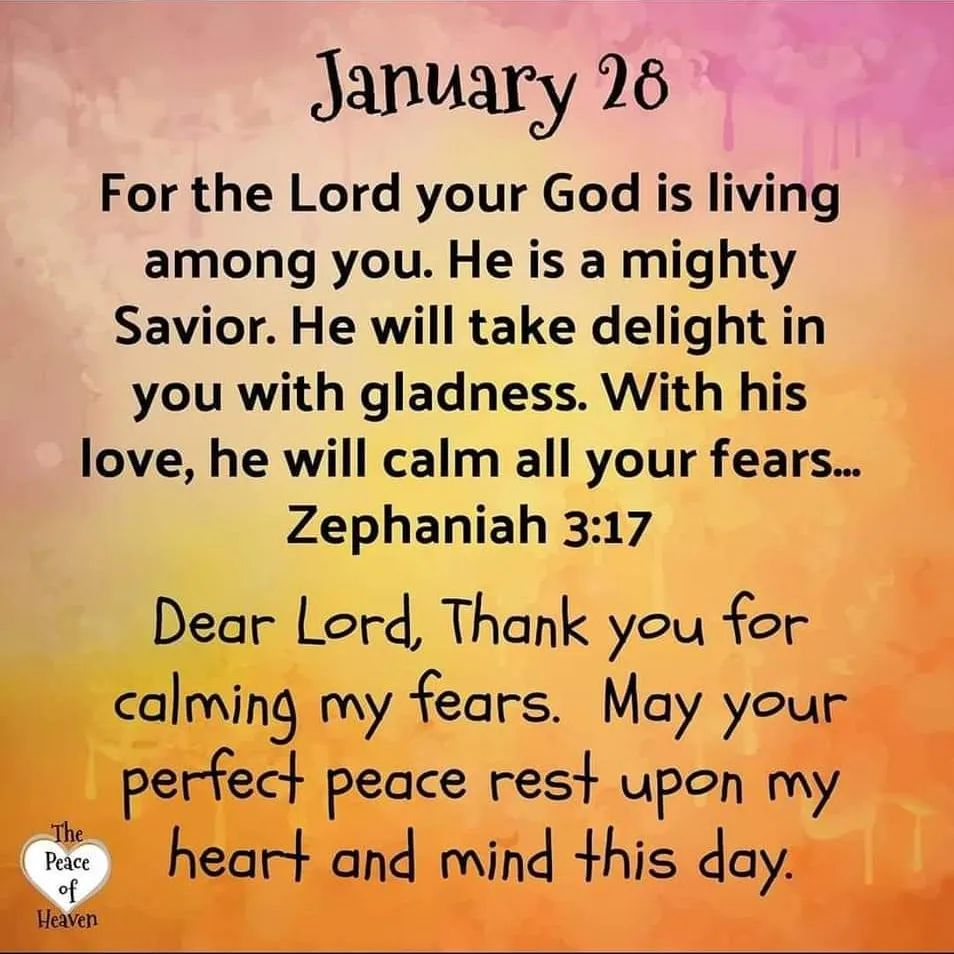 January 28
For the Lord your God is living
among you. He is a mighty
Savior. He will take delight in
you with gladness. With his
love, he will calm all your fears...
Zephaniah 3:17
Dear Lord, Thank you for
calming my fears. May your
perfect peace rest upon my
heart and mind this day.
The
Peace
of
Heaven